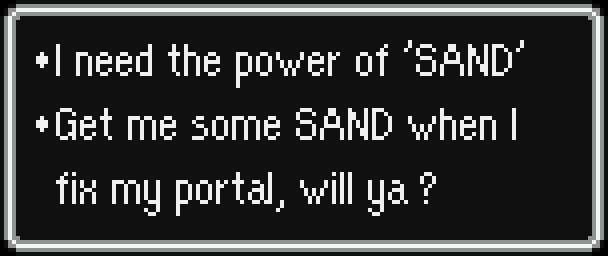 •I need the power of ‘SAND’
•Get me some SAND when I
fix my portal, will ya ?